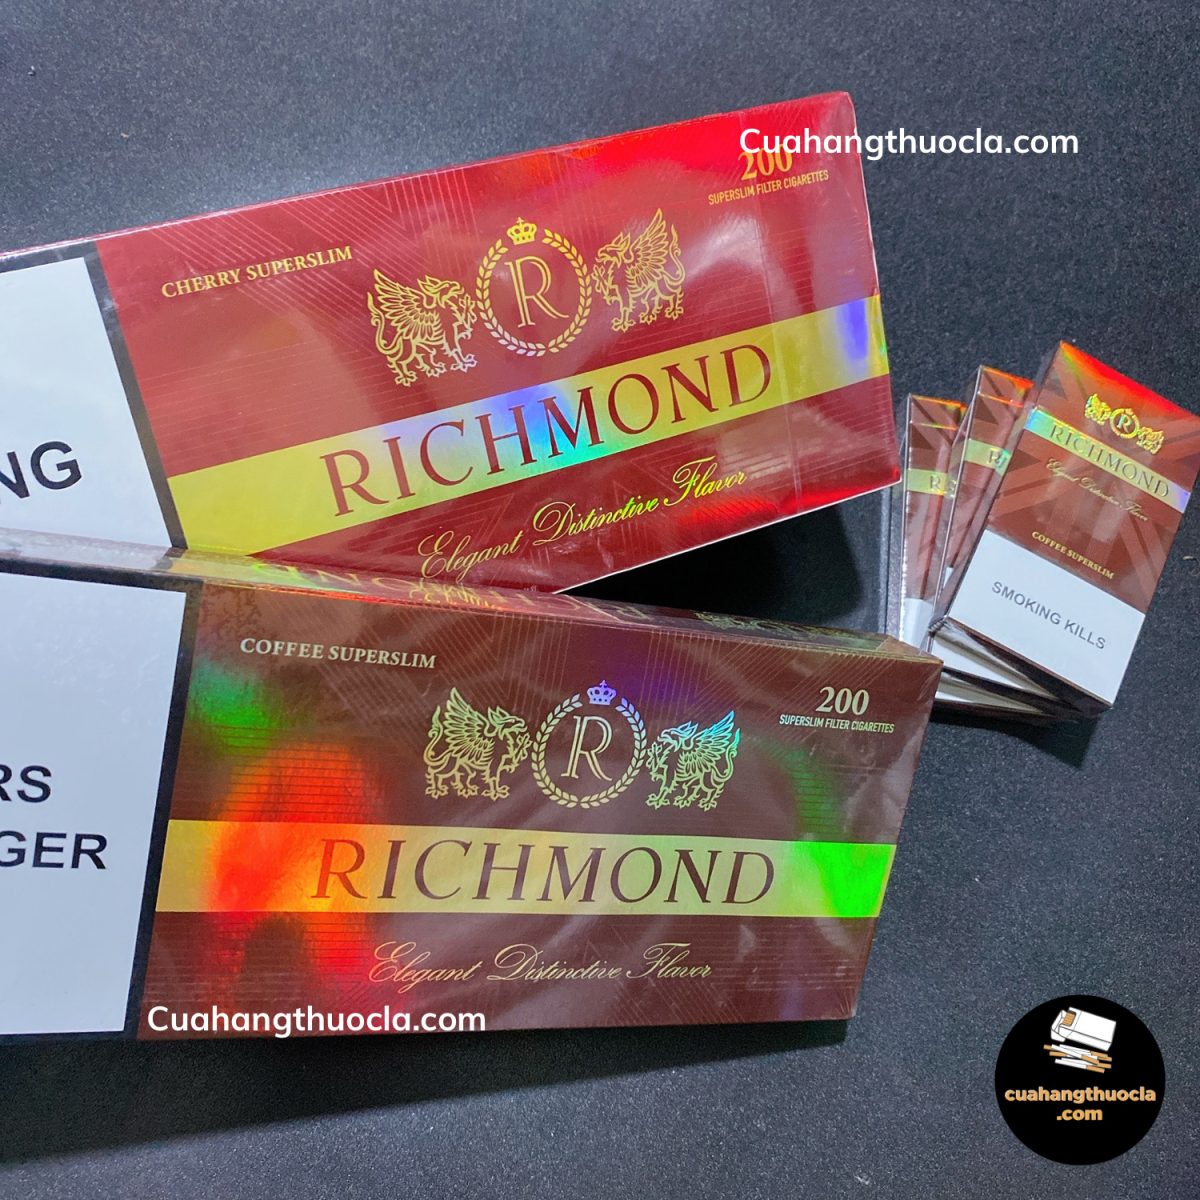 Cuahangthuocla.com
200
SUPERSLIM FILTER CIGARETTES
CHERRY SUPERSLIM
R
RICHMOND
Elegant Distinctive Flavor
NG
R
RICHMOND
Elegant Distinctive Flavor
COFFEE SUPERSLIM
SMOKING KILLS
COFFEE SUPERSLIM
200
SUPERSLIM FILTER CIGARETTES
R
RS
GER
RICHMOND
Elegant Distinctive Flavor
Cuahangthuocla.com
cuahangthuocla
.com